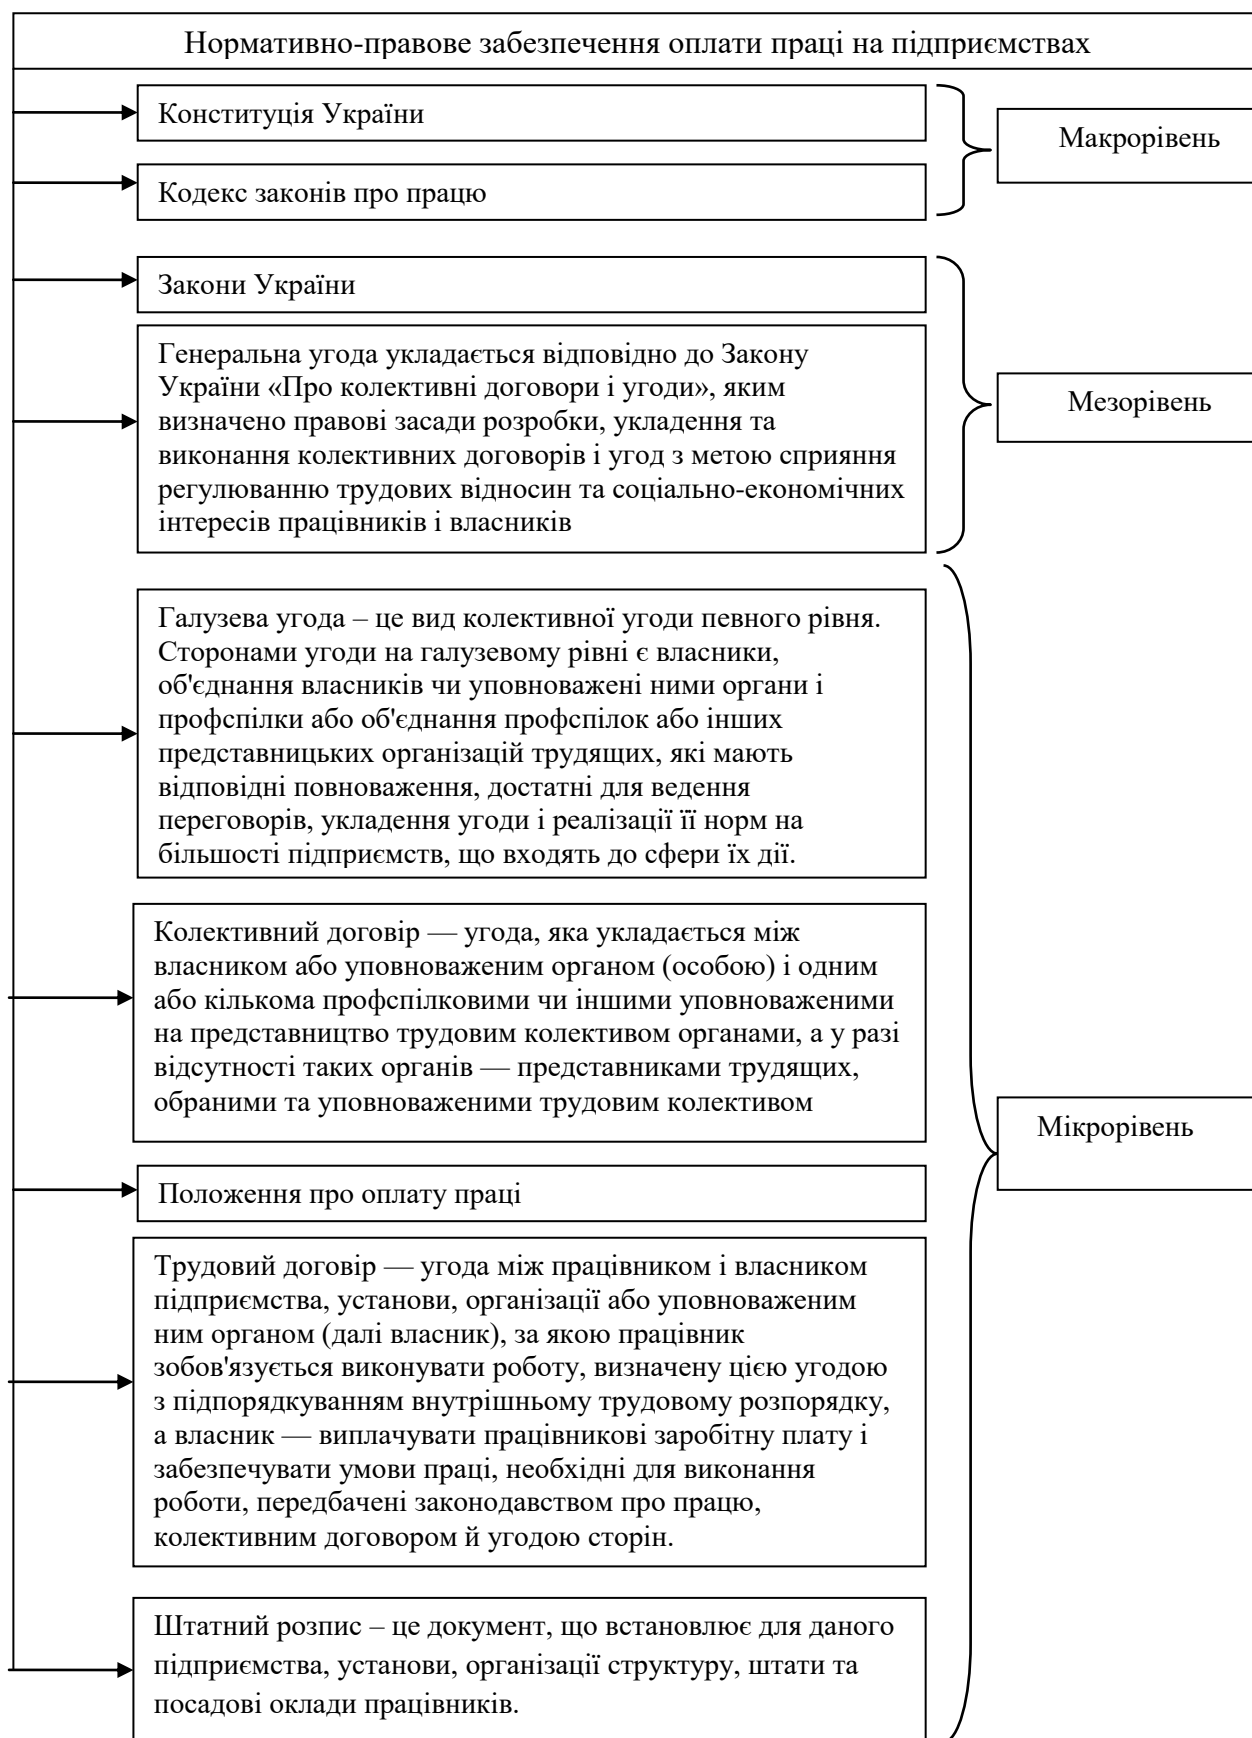 Нормативно-правове забезпечення оплати праці на підприємствах
Конституція України
Макрорівень
Кодекс законів про працю
Закони України
Генеральна угода укладається відповідно до Закону
України «Про колективні договори і угоди», яким
визначено правові засади розробки, укладення та
виконання колективних договорів і угод з метою сприяння
регулюванню трудових відносин та соціально-економічних
інтересів працівників і власників
Мезорівень
Галузева угода – це вид колективної угоди певного рівня.
Сторонами угоди на галузевому рівні є власники,
об'єднання власників чи уповноважені ними органи і
профспілки або об'єднання профспілок або інших
представницьких організацій трудящих, які мають
відповідні повноваження, достатні для ведення
переговорів, укладення угоди і реалізації її норм на
більшості підприємств, що входять до сфери їх дії.
Колективний договір — угода, яка укладається між
власником або уповноваженим органом (особою) і одним
або кількома профспілковими чи іншими уповноваженими
на представництво трудовим колективом органами, а у разі
відсутності таких органів — представниками трудящих,
обраними та уповноваженими трудовим колективом
Мікрорівень
Положення про оплату праці
Трудовий договір — угода між працівником і власником
підприємства, установи, організації або уповноваженим
ним органом (далі власник), за якою працівник
зобов'язується виконувати роботу, визначену цією угодою
з підпорядкуванням внутрішньому трудовому розпорядку,
а власник — виплачувати працівникові заробітну плату і
забезпечувати умови праці, необхідні для виконання
роботи, передбачені законодавством про працю,
колективним договором й угодою сторін.
Штатний розпис – це документ, що встановлює для даного
підприємства, установи, організації структуру, штати та
посадові оклади працівників.